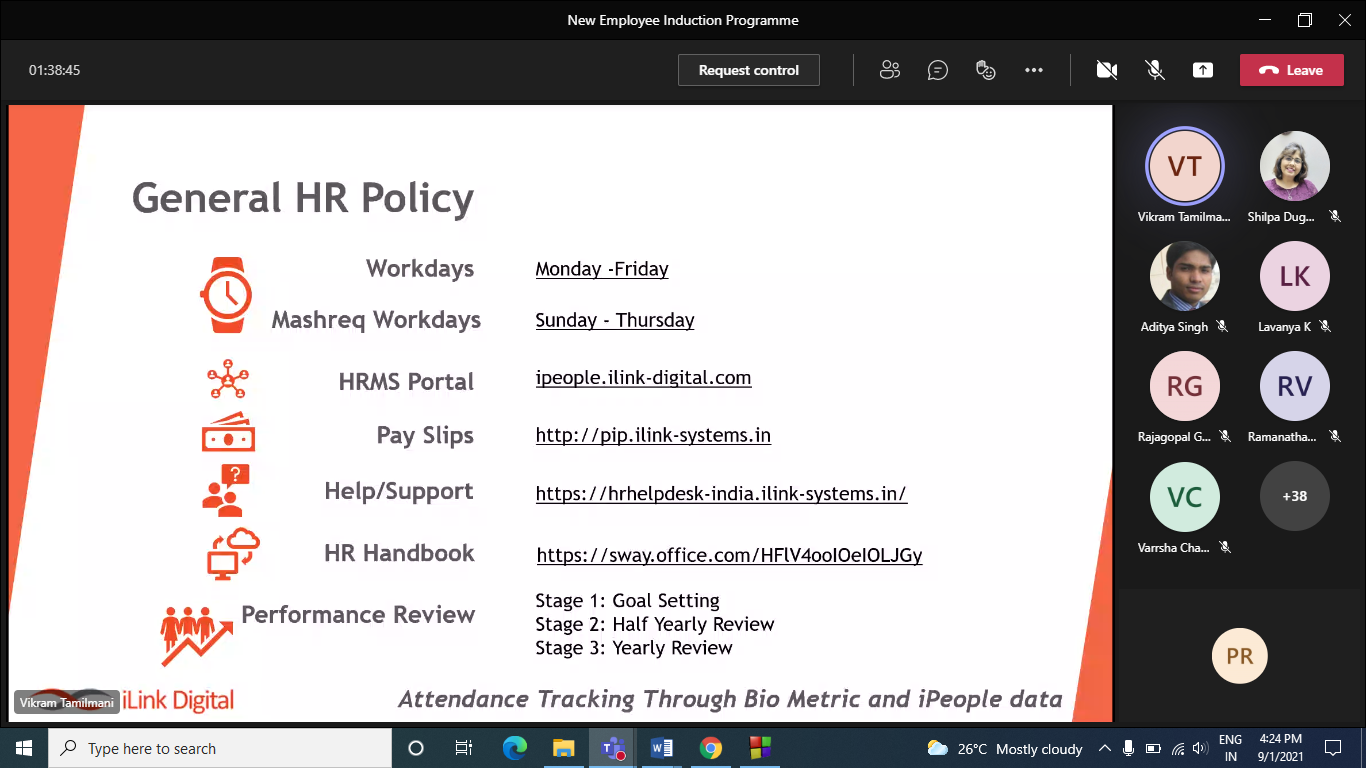 New Employee Induction Programme
01:38:45
Request control
Leave
General HR Policy
Workdays Monday -Friday
Mashreq Workdays Sunday - Thursday
HRMS Portal ipeople.ilink-digital.com
Pay Slips http://pip.ilink-systems.in
?
Help/Support https://hrhelpdesk-india.ilink-systems.in/
HR Handbook https://sway.office.com/HFlV4ooIOeIOLJGy
Performance Review
Stage 1: Goal Setting
Stage 2: Half Yearly Review
Stage 3: Yearly Review
Vikram Tamilmani
iLink Digital
Attendance Tracking Through Bio Metric and iPeople data
VT
Vikram Tamilma...
Shilpa Dug...
Aditya Singh
LK
Lavanya K
RG
Rajagopal G...
RV
Ramanatha...
VC
Varrsha Cha...
+38
PR
Type here to search
26°C Mostly cloudy
ENG
IN
4:24 PM
9/1/2021